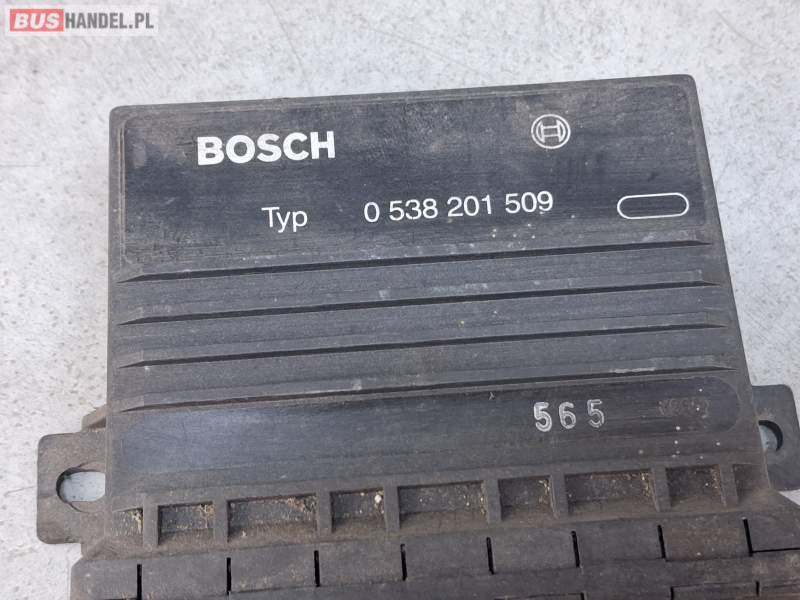 BUSHANDEL.PL
BOSCH
Typ 0 538 201 509
565